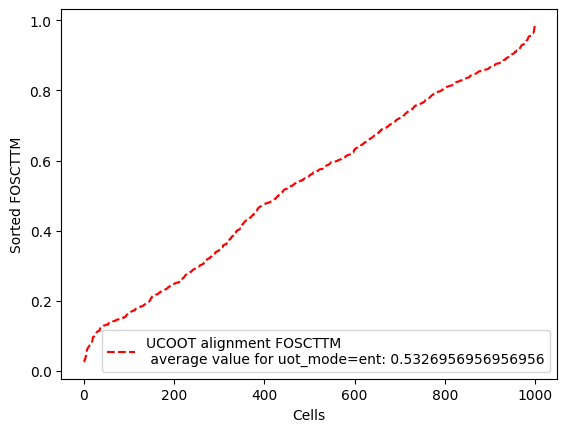 1.0
0.8
0.6
0.4
0.2
0.0
Sorted FOSCTTM
UCOOT alignment FOSCTTM
average value for uot_mode=ent: 0.5326956956956956
0 200 400 600 800 1000
Cells